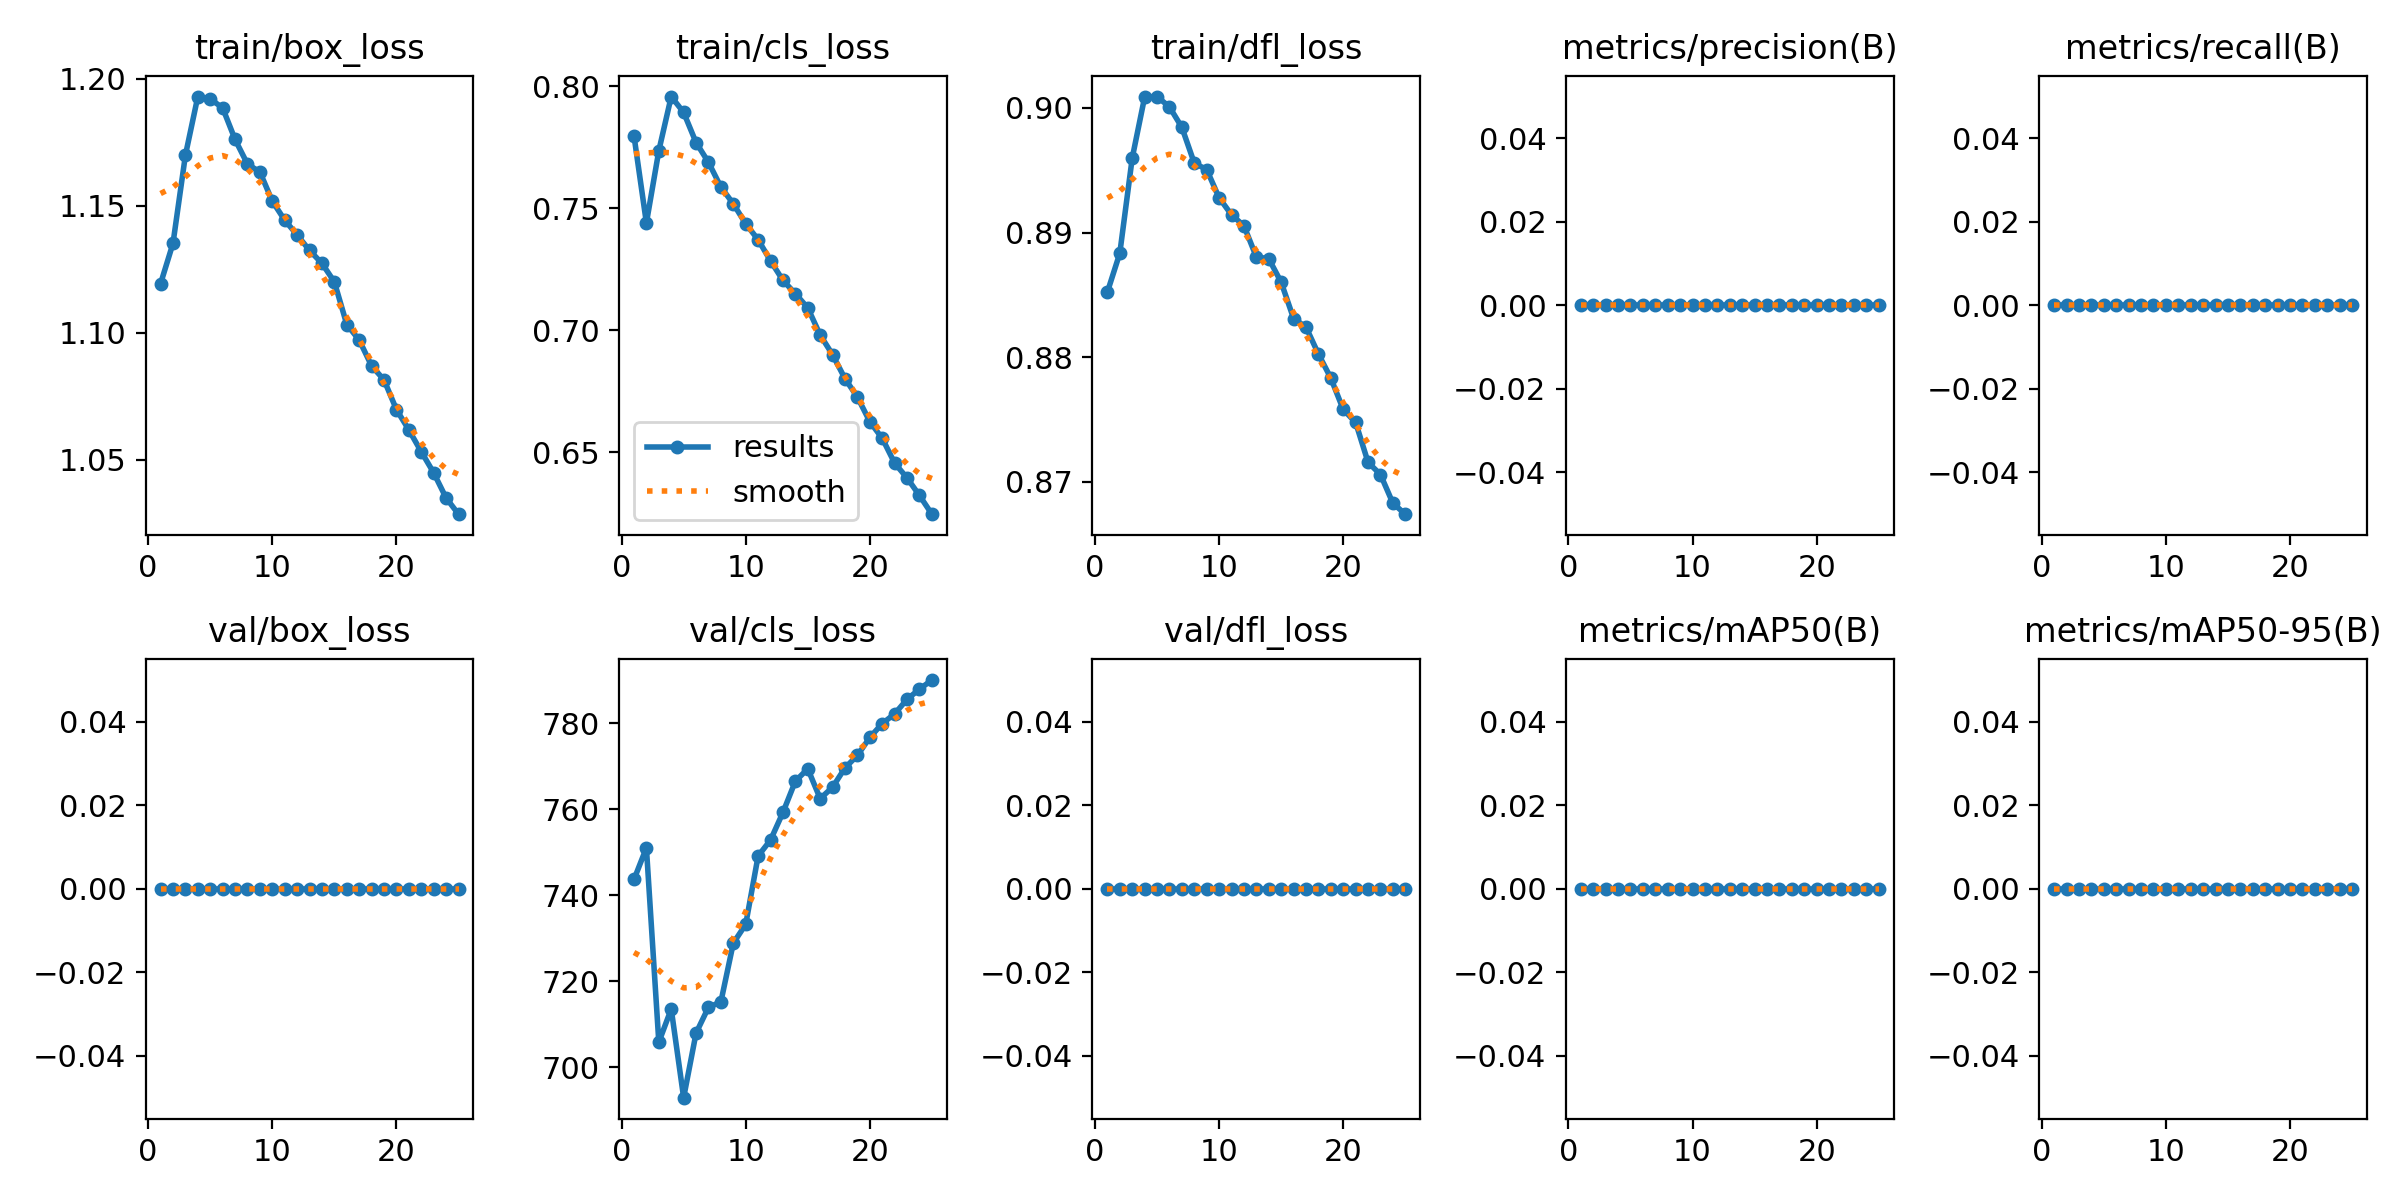 train/box_loss
1.20
1.15
1.10
1.05
0 10 20
train/cls_loss
0.80
0.75
0.70
0.65
results
smooth
0 10 20
train/dfl_loss
0.90
0.89
0.88
0.87
0 10 20
metrics/precision(B)
0.04
0.02
0.00
−0.02
−0.04
0 10 20
metrics/recall(B)
0.04
0.02
0.00
−0.02
−0.04
0 10 20
val/box_loss
0.04
0.02
0.00
−0.02
−0.04
0 10 20
val/cls_loss
780
760
740
720
700
0 10 20
val/dfl_loss
0.04
0.02
0.00
−0.02
−0.04
0 10 20
metrics/mAP50(B)
0.04
0.02
0.00
−0.02
−0.04
0 10 20
metrics/mAP50-95(B)
0.04
0.02
0.00
−0.02
−0.04
0 10 20